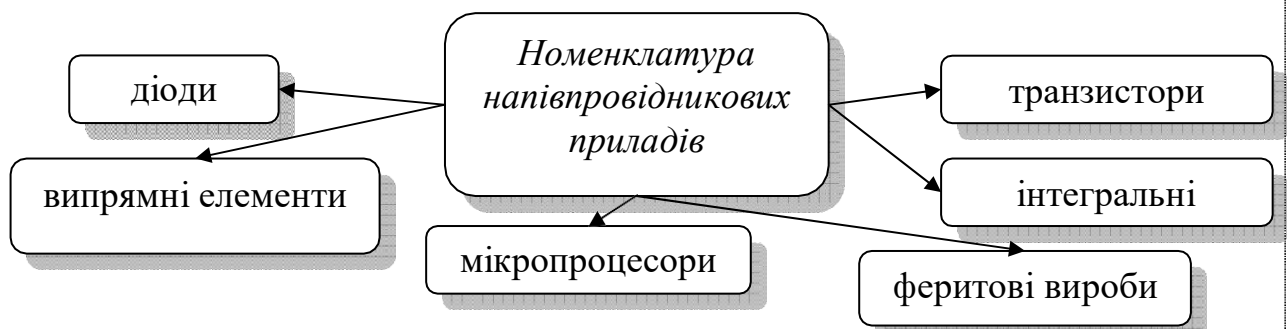 Номенклатура
напівпровідникових
приладів
діоди
транзистори
випрямні елементи
інтегральні
мікропроцесори
феритові вироби